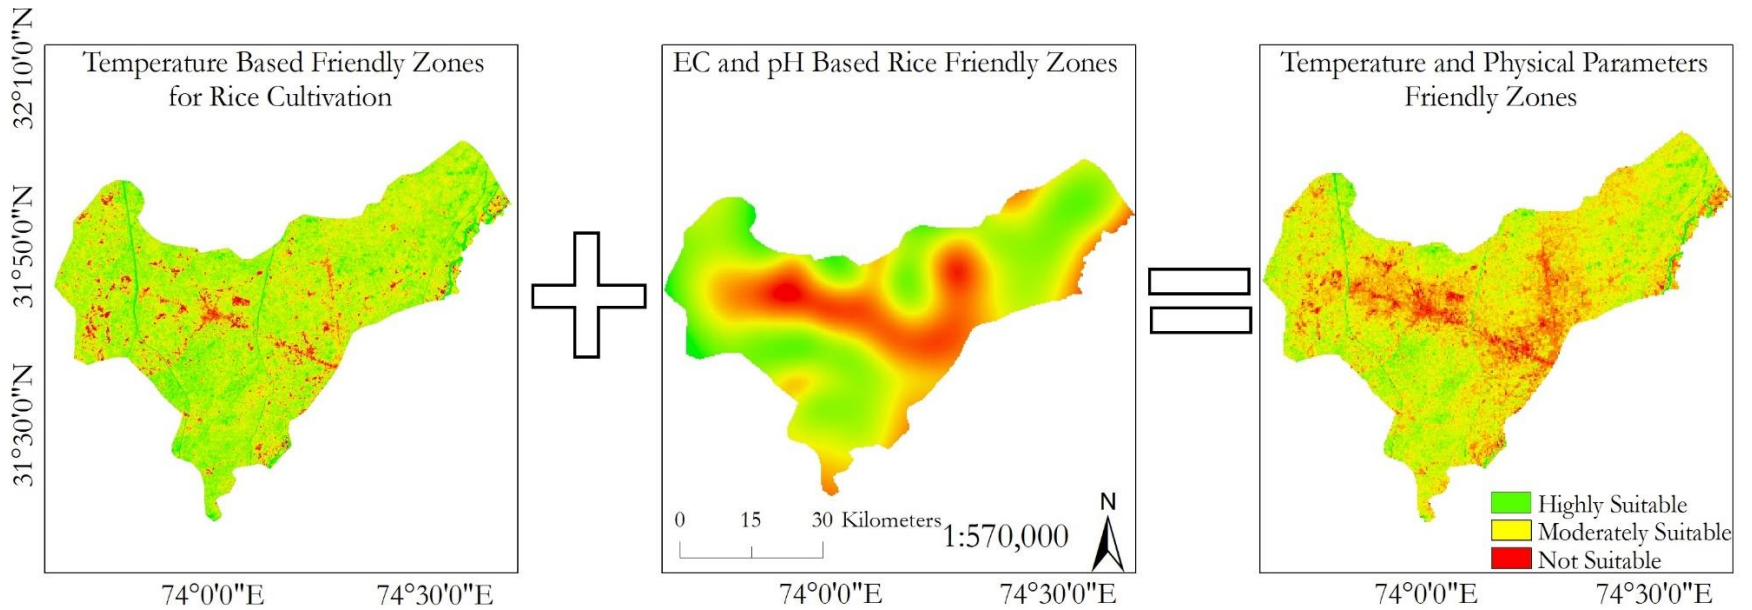 Temperature Based Friendly Zones
for Rice Cultivation
EC and pH Based Rice Friendly Zones
Temperature and Physical Parameters
Friendly Zones
32°10'0"N
31°50'0"N
31°30'0"N
0 15 30 Kilometers
1:570,000
N
Highly Suitable
Moderately Suitable
Not Suitable
74°0'0"E 74°30'0"E
74°0'0"E 74°30'0"E
74°0'0"E 74°30'0"E